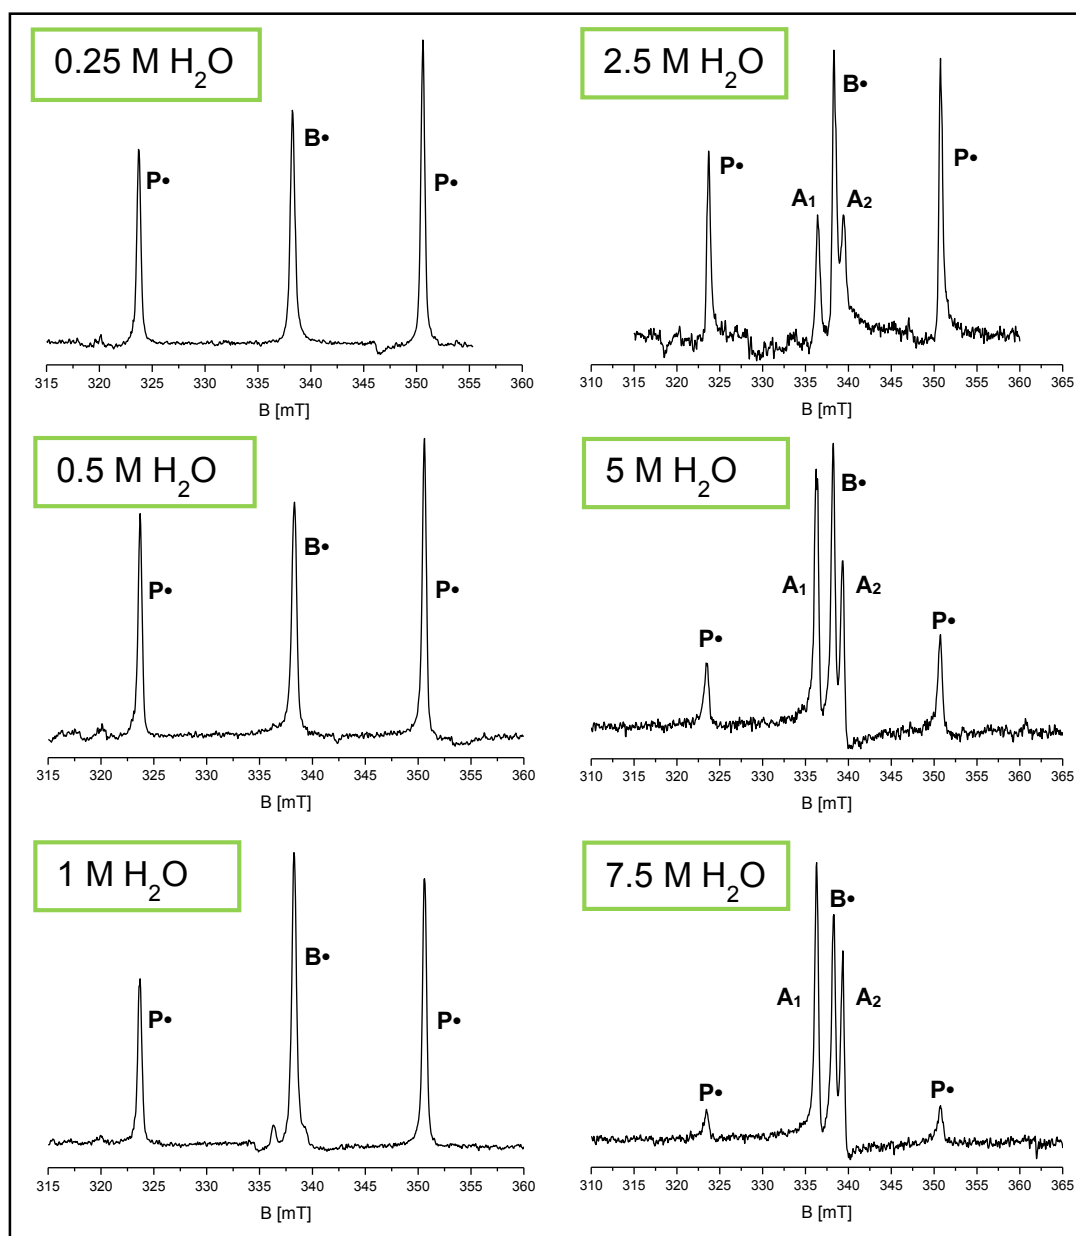 0.25 M H₂O
P•
B•
P•
315 320 325 330 335 340 345 350 355 360
B [mT]
2.5 M H₂O
B•
P•
P•
A₁
A₂
310 315 320 325 330 335 340 345 350 355 360 365
B [mT]
0.5 M H₂O
B•
P•
P•
315 320 325 330 335 340 345 350 355 360
B [mT]
5 M H₂O
B•
A₁
A₂
P•
P•
310 315 320 325 330 335 340 345 350 355 360 365
B [mT]
1 M H₂O
B•
P•
P•
315 320 325 330 335 340 345 350 355 360
B [mT]
7.5 M H₂O
B•
A₁
A₂
P•
P•
310 315 320 325 330 335 340 345 350 355 360 365
B [mT]